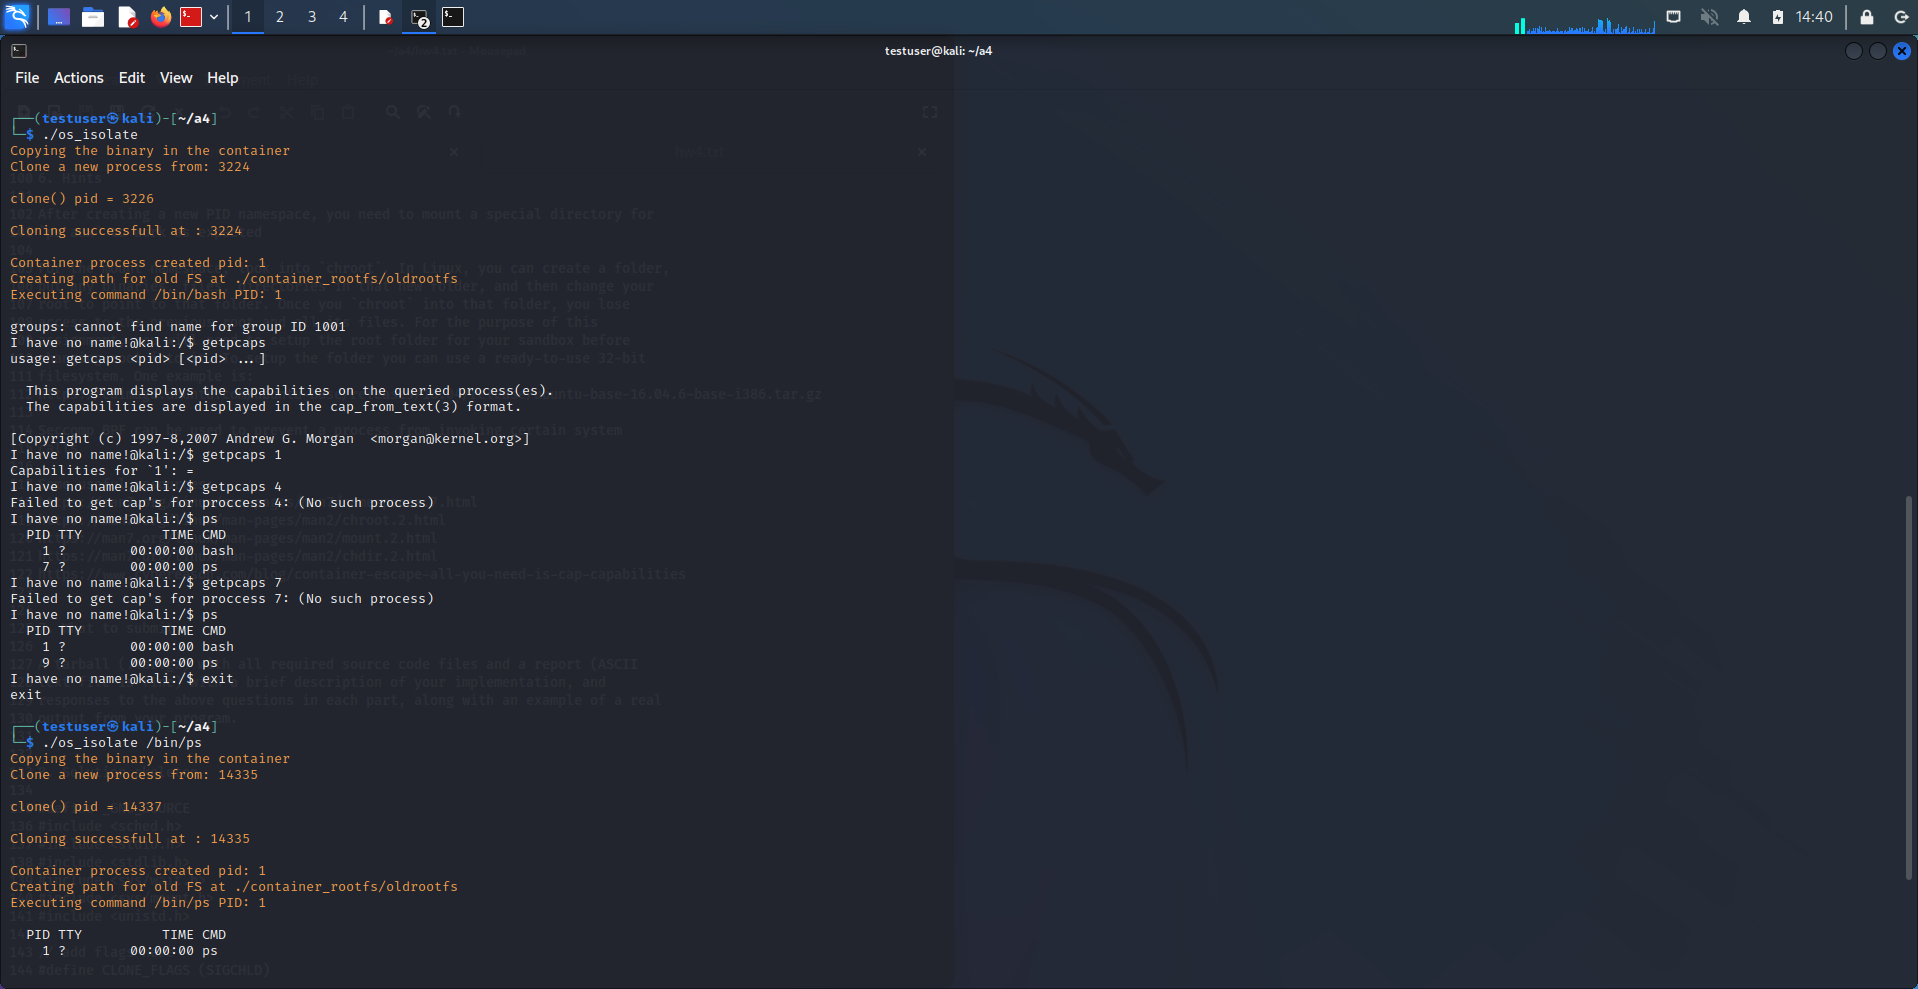 1
2
3
4
2
14:40
testuser@kali: ~/a4
File Actions Edit View Help
┌──(testuser㉿kali)-[~/a4]
└─$ ./os_isolate
Copying the binary in the container
Clone a new process from: 3224
clone() pid = 3226
Cloning successfull at : 3224
Container process created pid: 1
Creating path for old FS at ./container_rootfs/oldrootfs
Executing command /bin/bash PID: 1
groups: cannot find name for group ID 1001
I have no name!@kali:/$ getpcaps
usage: getcaps <pid> [<pid> ...]
This program displays the capabilities on the queried process(es).
The capabilities are displayed in the cap_from_text(3) format.
[Copyright (c) 1997-8,2007 Andrew G. Morgan <morgan@kernel.org>]
I have no name!@kali:/$ getpcaps 1
Capabilities for `1': =
I have no name!@kali:/$ getpcaps 4
Failed to get cap's for proccess 4: (No such process)
I have no name!@kali:/$ ps
PID TTY TIME CMD
1 ? 00:00:00 bash
7 ? 00:00:00 ps
I have no name!@kali:/$ getpcaps 7
Failed to get cap's for proccess 7: (No such process)
I have no name!@kali:/$ ps
PID TTY TIME CMD
1 ? 00:00:00 bash
9 ? 00:00:00 ps
I have no name!@kali:/$ exit
exit
┌──(testuser㉿kali)-[~/a4]
└─$ ./os_isolate /bin/ps
Copying the binary in the container
Clone a new process from: 14335
clone() pid = 14337
Cloning successfull at : 14335
Container process created pid: 1
Creating path for old FS at ./container_rootfs/oldrootfs
Executing command /bin/ps PID: 1
PID TTY TIME CMD
1 ? 00:00:00 ps
144 #define CLONE_FLAGS (SIGCHLD)